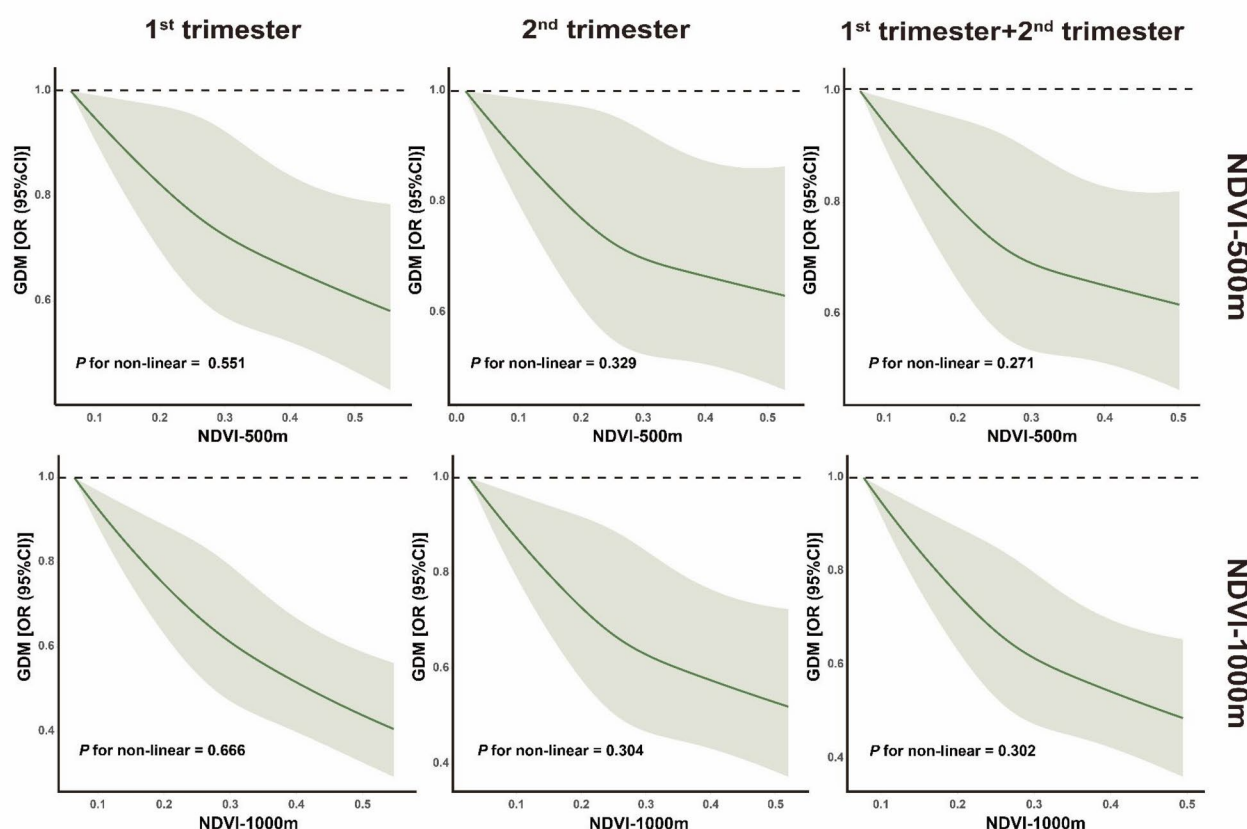 1st trimester
2nd trimester
1st trimester+2nd trimester
GDM [OR (95%CI)]
1.0
0.8
0.6
P for non-linear = 0.551
0.1 0.2 0.3 0.4 0.5
NDVI-500m
GDM [OR (95%CI)]
1.0
0.8
0.6
P for non-linear = 0.329
0.0 0.1 0.2 0.3 0.4 0.5
NDVI-500m
GDM [OR (95%CI)]
1.0
0.8
0.6
P for non-linear = 0.271
0.1 0.2 0.3 0.4 0.5
NDVI-500m
NDVI-500m
GDM [OR (95%CI)]
1.0
0.8
0.6
0.4
P for non-linear = 0.666
0.1 0.2 0.3 0.4 0.5
NDVI-1000m
GDM [OR (95%CI)]
1.0
0.8
0.6
0.4
P for non-linear = 0.304
0.1 0.2 0.3 0.4 0.5
NDVI-1000m
GDM [OR (95%CI)]
1.0
0.8
0.6
0.4
P for non-linear = 0.302
0.1 0.2 0.3 0.4 0.5
NDVI-1000m
NDVI-1000m